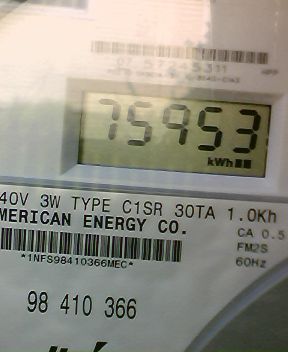 75953
kWh
40V 3W TYPE C1SR 30TA 1.0Kh
MERICAN ENERGY CO.
CA 0.5
FM2S
60Hz
*1NFS98410366MEC*
98 410 366